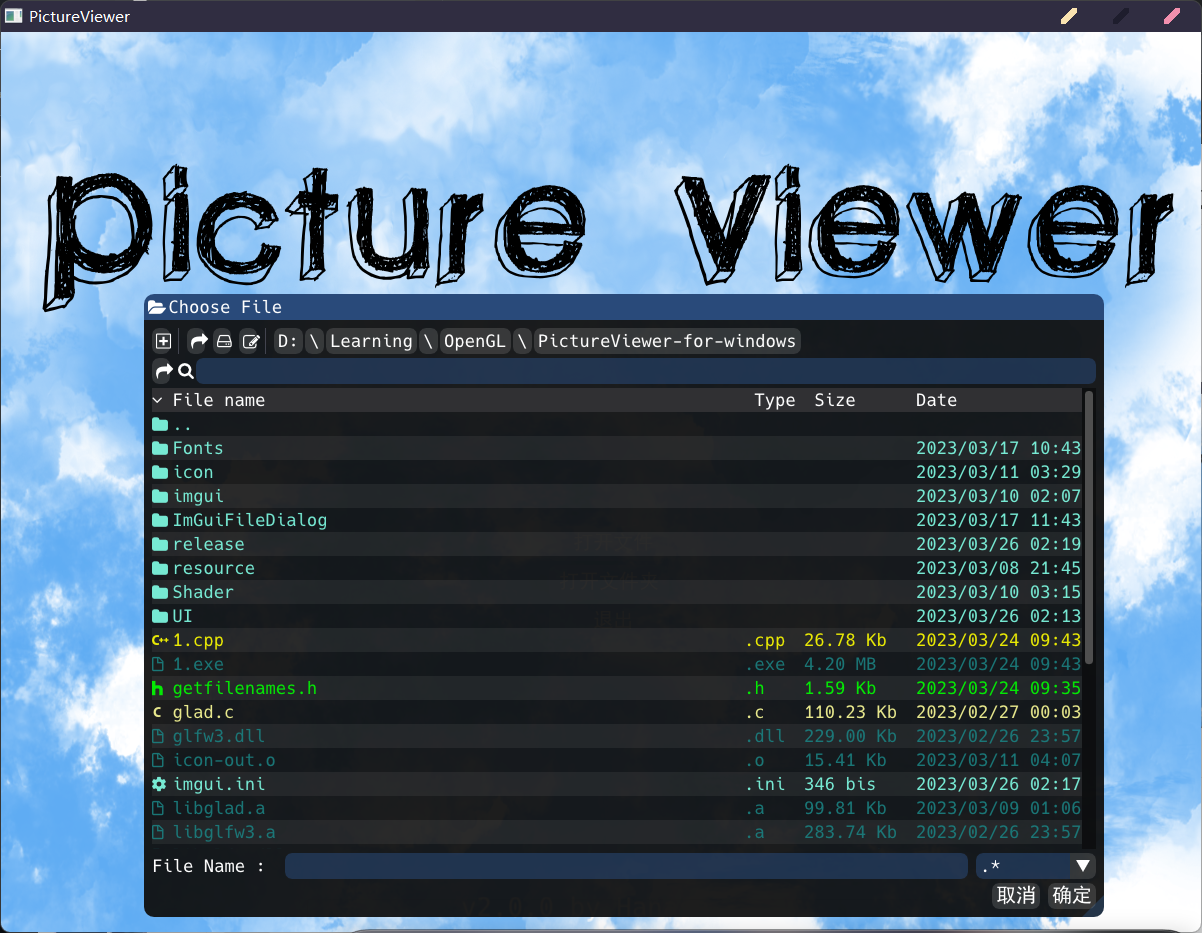 PictureViewer
picture viewer
Choose File
D: \ Learning \ OpenGL \ PictureViewer-for-windows
File name Type Size Date
..
Fonts 2023/03/17 10:43
icon 2023/03/11 03:29
imgui 2023/03/10 02:07
ImGuiFileDialog 2023/03/17 11:43
release 2023/03/26 02:19
resource 2023/03/08 21:45
Shader 2023/03/10 03:15
UI 2023/03/26 02:13
C++ 1.cpp .cpp 26.78 Kb 2023/03/24 09:43
1.exe .exe 4.20 MB 2023/03/24 09:43
h getfilenames.h .h 1.59 Kb 2023/03/24 09:35
C glad.c .c 110.23 Kb 2023/02/27 00:03
glfw3.dll .dll 229.00 Kb 2023/02/26 23:57
icon-out.o .o 15.41 Kb 2023/03/11 04:07
imgui.ini .ini 346 bis 2023/03/26 02:17
libglad.a .a 99.81 Kb 2023/03/09 01:06
libglfw3.a .a 283.74 Kb 2023/02/26 23:57
File Name : .*
取消 确定